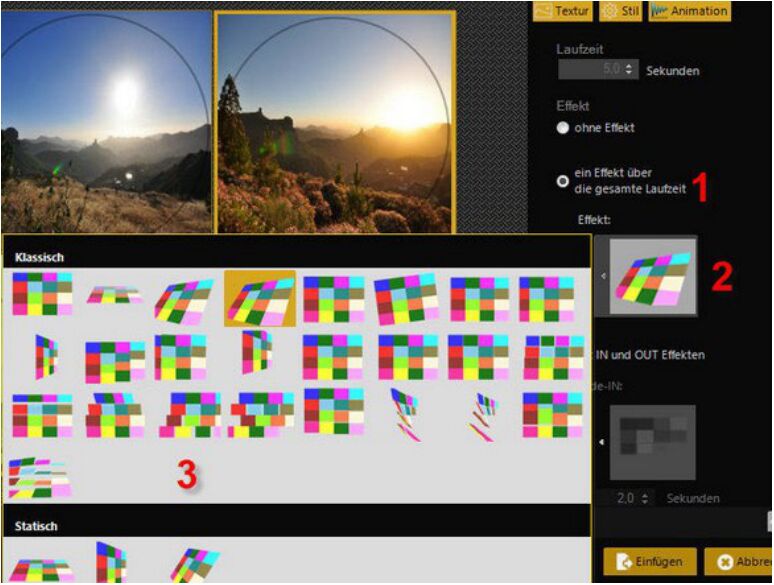 Textur Stil Animation
Laufzeit
5,0 Sekunden
Effekt
ohne Effekt
ein Effekt über
die gesamte Laufzeit
1
Effekt:
2
Klassisch
IN und OUT Effekten
de-IN:
3
2,0 Sekunden
Statisch
Einfügen